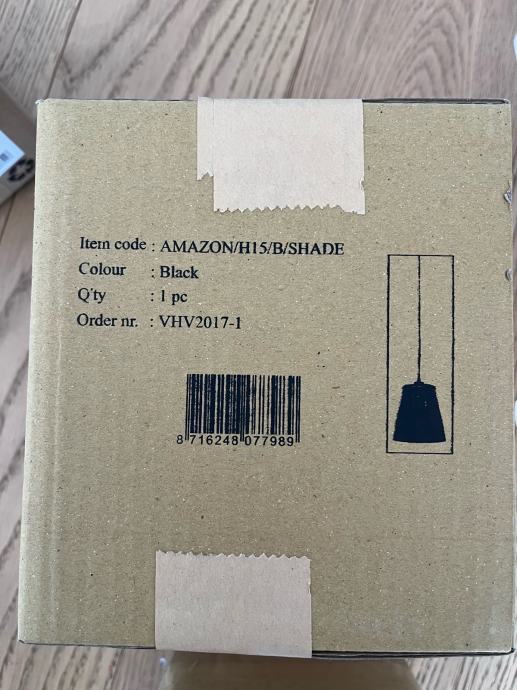 Item code : AMAZON/H15/B/SHADE
Colour : Black
Q'ty : 1 pc
Order nr. : VHV2017-1
8 716248 077989